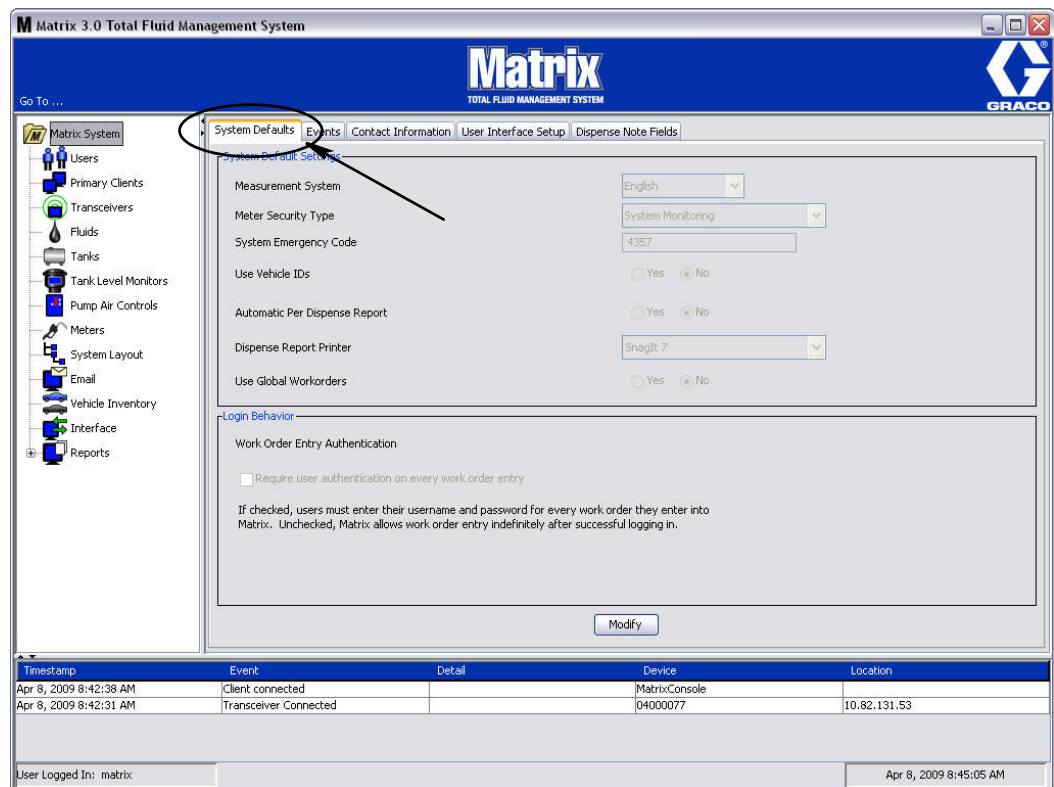 Matrix 3.0 Total Fluid Management System
Matrix
TOTAL FLUID MANAGEMENT SYSTEM
Go To ...
GRACO
®
Matrix System
Users
Primary Clients
Transceivers
Fluids
Tanks
Tank Level Monitors
Pump Air Controls
Meters
System Layout
Email
Vehicle Inventory
Interface
Reports
System Defaults Events Contact Information User Interface Setup Dispense Note Fields
System Default Settings
Measurement System English
Meter Security Type System Monitoring
System Emergency Code 4357
Use Vehicle IDs Yes No
Automatic Per Dispense Report Yes No
Dispense Report Printer SnagIt 7
Use Global Workorders Yes No
Login Behavior
Work Order Entry Authentication
Require user authentication on every work order entry
If checked, users must enter their username and password for every work order they enter into
Matrix. Unchecked, Matrix allows work order entry indefinitely after successful logging in.
Modify
Timestamp Event Detail Device Location
Apr 8, 2009 8:42:38 AM Client connected MatrixConsole
Apr 8, 2009 8:42:31 AM Transceiver Connected 04000077 10.82.131.53
User Logged In: matrix Apr 8, 2009 8:45:05 AM